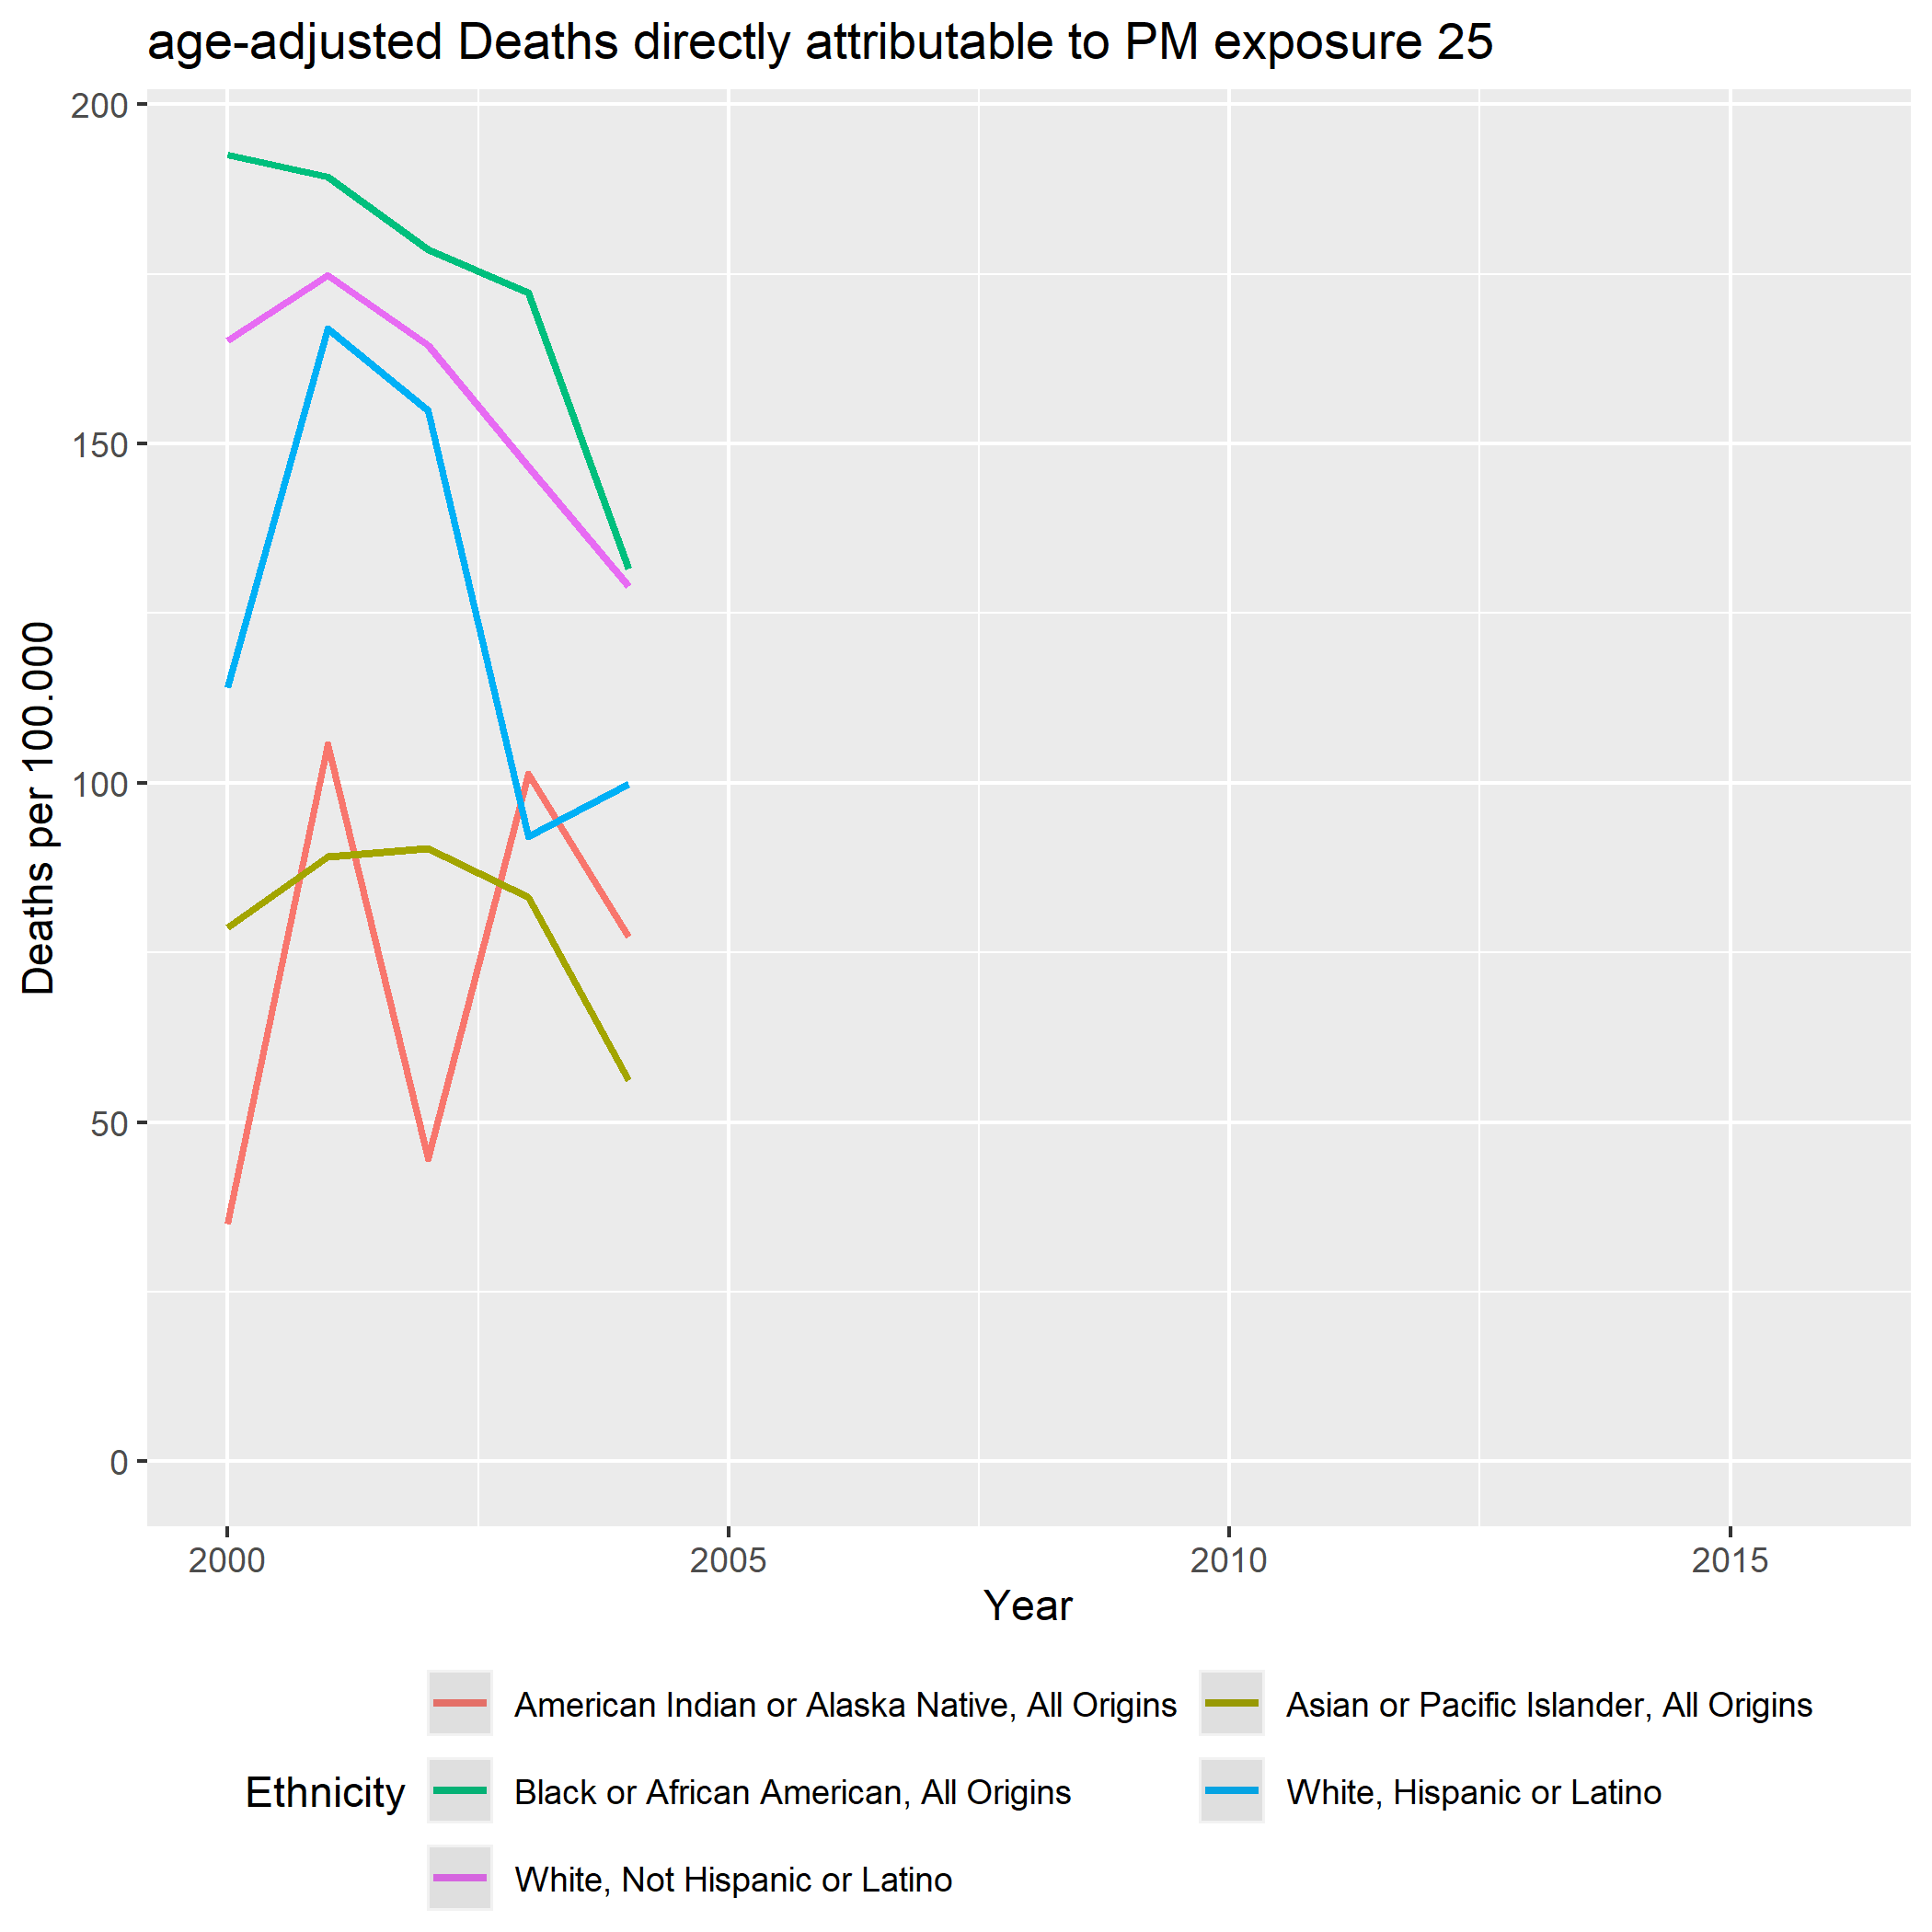 age-adjusted Deaths directly attributable to PM exposure 25
Deaths per 100.000
200
150
100
50
0
2000 2005 2010 2015
Year
Ethnicity
American Indian or Alaska Native, All Origins
Asian or Pacific Islander, All Origins
Black or African American, All Origins
White, Hispanic or Latino
White, Not Hispanic or Latino